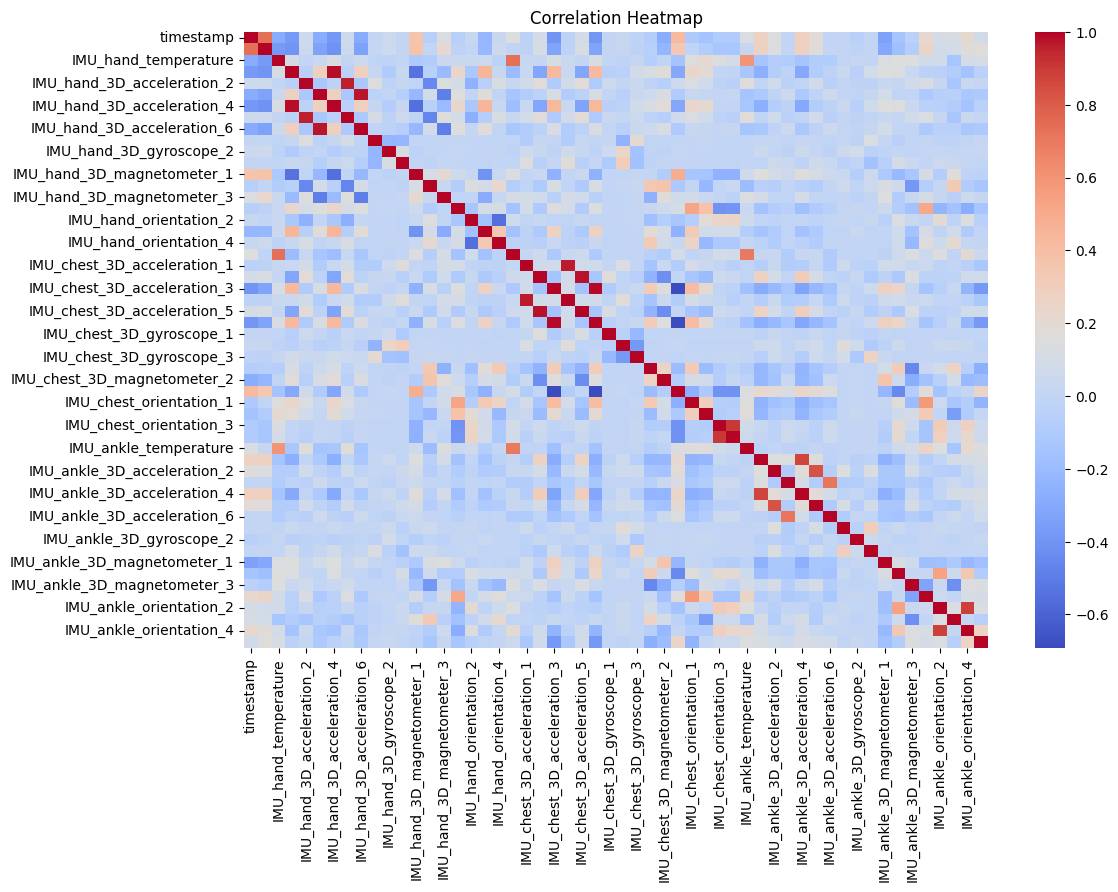 Correlation Heatmap
timestamp
IMU_hand_temperature
IMU_hand_3D_acceleration_2
IMU_hand_3D_acceleration_4
IMU_hand_3D_acceleration_6
IMU_hand_3D_gyroscope_2
IMU_hand_3D_magnetometer_1
IMU_hand_3D_magnetometer_3
IMU_hand_orientation_2
IMU_hand_orientation_4
IMU_chest_3D_acceleration_1
IMU_chest_3D_acceleration_3
IMU_chest_3D_acceleration_5
IMU_chest_3D_gyroscope_1
IMU_chest_3D_gyroscope_3
IMU_chest_3D_magnetometer_2
IMU_chest_orientation_1
IMU_chest_orientation_3
IMU_ankle_temperature
IMU_ankle_3D_acceleration_2
IMU_ankle_3D_acceleration_4
IMU_ankle_3D_acceleration_6
IMU_ankle_3D_gyroscope_2
IMU_ankle_3D_magnetometer_1
IMU_ankle_3D_magnetometer_3
IMU_ankle_orientation_2
IMU_ankle_orientation_4
timestamp
IMU_hand_temperature
IMU_hand_3D_acceleration_2
IMU_hand_3D_acceleration_4
IMU_hand_3D_acceleration_6
IMU_hand_3D_gyroscope_2
IMU_hand_3D_magnetometer_1
IMU_hand_3D_magnetometer_3
IMU_hand_orientation_2
IMU_hand_orientation_4
IMU_chest_3D_acceleration_1
IMU_chest_3D_acceleration_3
IMU_chest_3D_acceleration_5
IMU_chest_3D_gyroscope_1
IMU_chest_3D_gyroscope_3
IMU_chest_3D_magnetometer_2
IMU_chest_orientation_1
IMU_chest_orientation_3
IMU_ankle_temperature
IMU_ankle_3D_acceleration_2
IMU_ankle_3D_acceleration_4
IMU_ankle_3D_acceleration_6
IMU_ankle_3D_gyroscope_2
IMU_ankle_3D_magnetometer_1
IMU_ankle_3D_magnetometer_3
IMU_ankle_orientation_2
IMU_ankle_orientation_4
1.0
0.8
0.6
0.4
0.2
0.0
−0.2
−0.4
−0.6